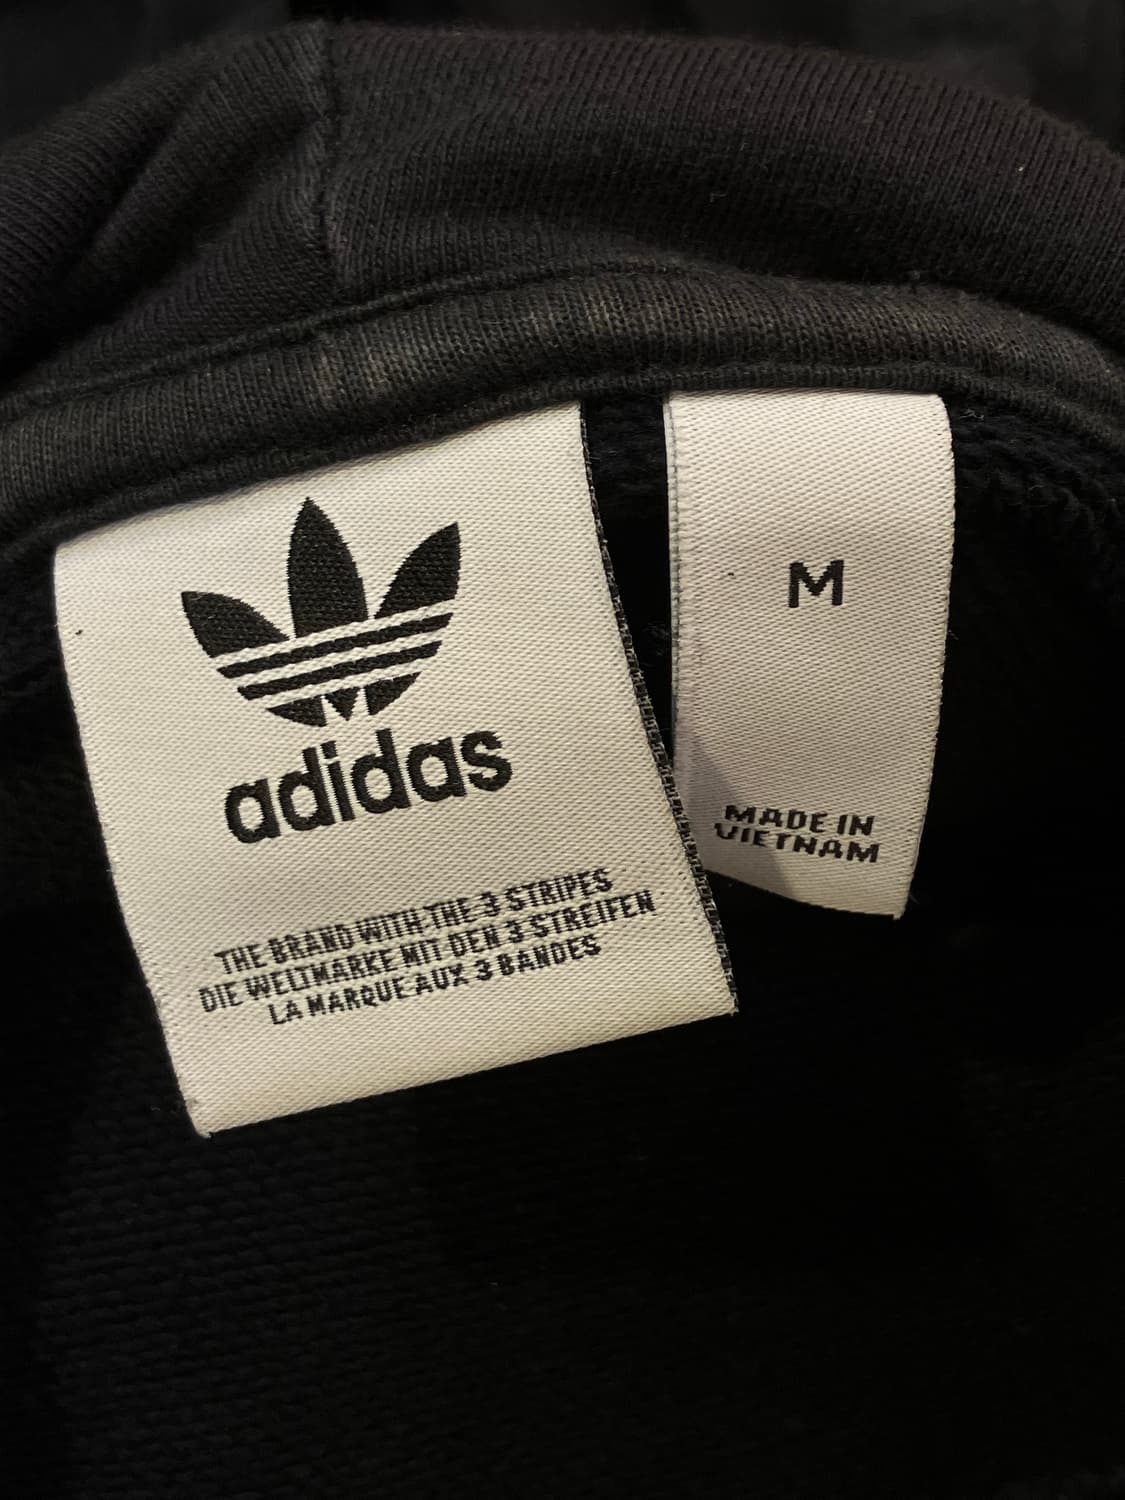 adidas
THE BRAND WITH THE 3 STRIPES
DIE WELTMARKE MIT DEN 3 STREIFEN
LA MARQUE AUX 3 BANDES
M
MADE IN
VIETNAM